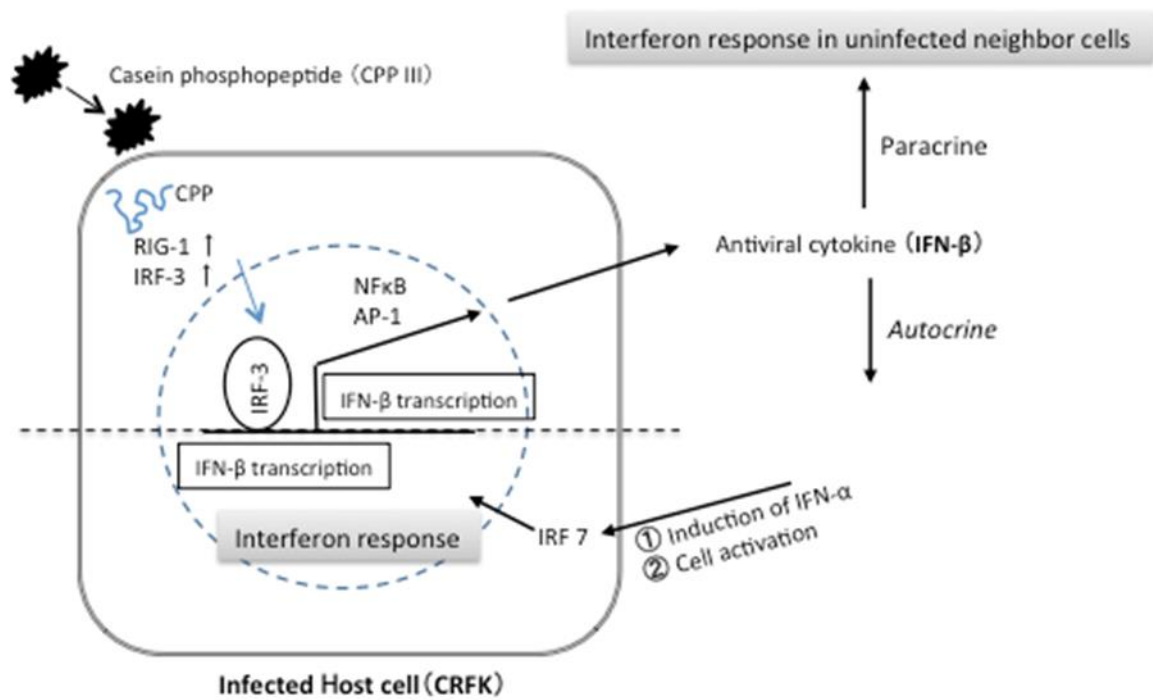 Interferon response in uninfected neighbor cells
Casein phosphopeptide (CPP III)
Paracrine
CPP
RIG-1 ↑
IRF-3 ↑
Antiviral cytokine (IFN-β)
NFκB
AP-1
Autocrine
IRF-3
IFN-β transcription
IFN-β transcription
Interferon response
IRF 7
① Induction of IFN-α
② Cell activation
Infected Host cell (CRFK)